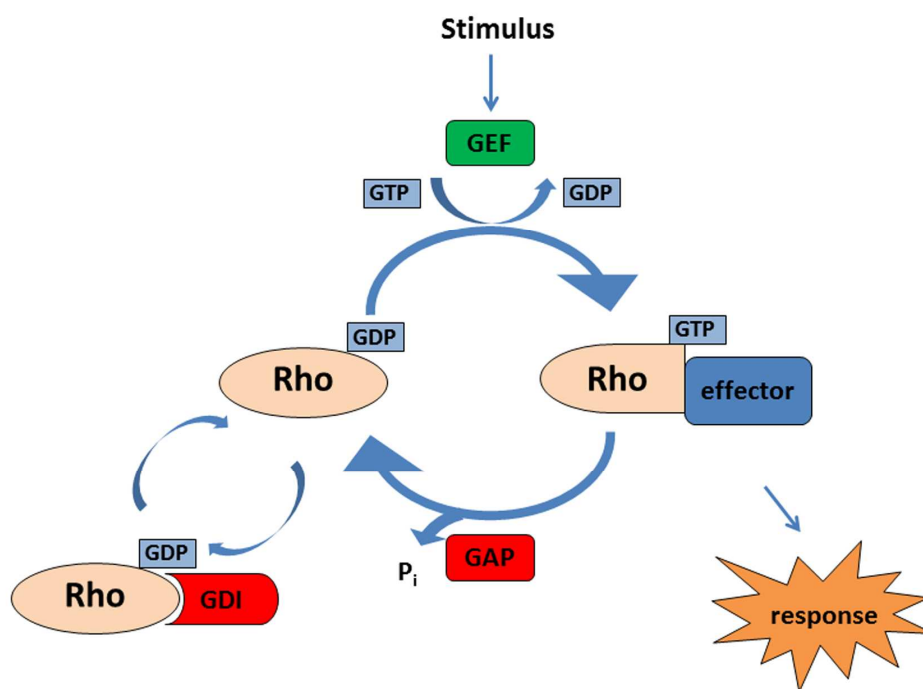 Stimulus
GEF
GTP
GDP
GDP
GTP
Rho
Rho
effector
GDP
Pi
GAP
Rho
GDI
response